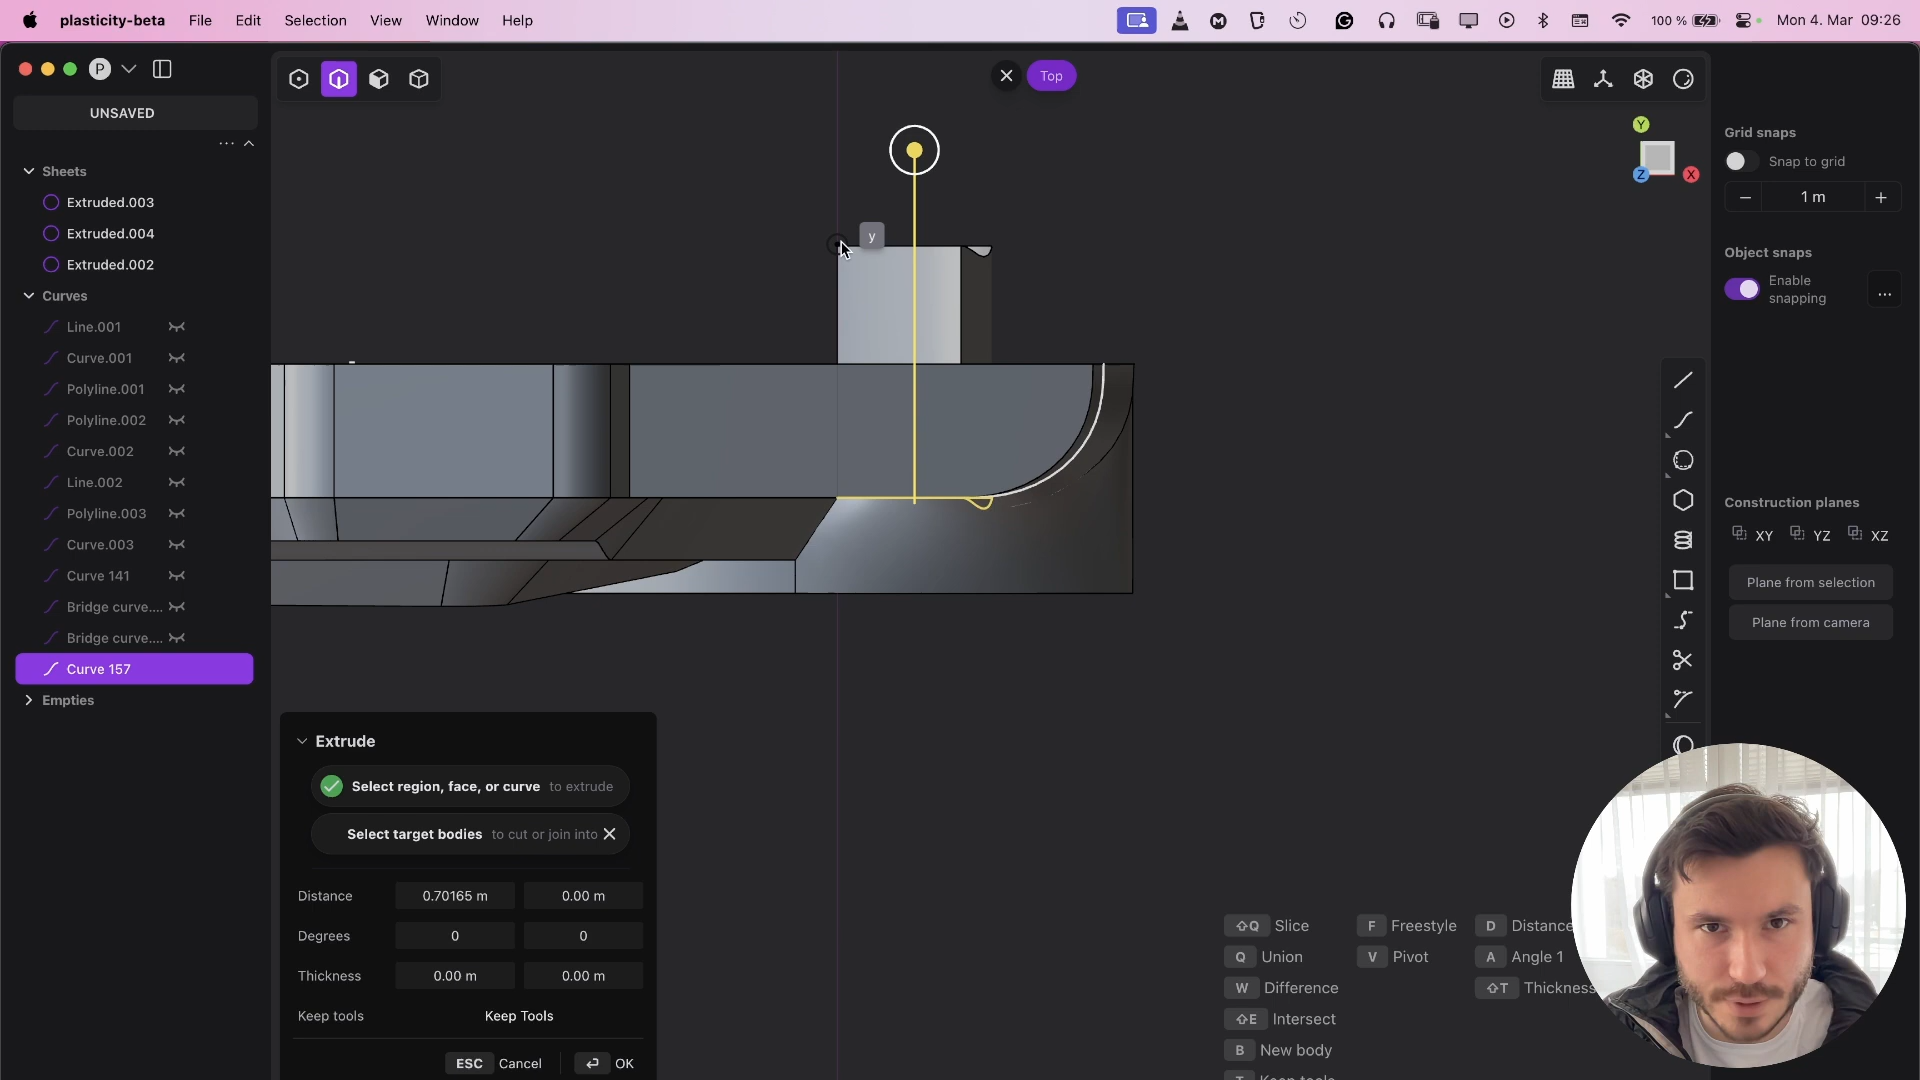 plasticity-beta File Edit Selection View Window Help 100 % Mon 4. Mar 09:26
P
UNSAVED
Sheets
Extruded.003
Extruded.004
Extruded.002
Curves
Line.001
Curve.001
Polyline.001
Polyline.002
Curve.002
Line.002
Polyline.003
Curve.003
Curve 141
Bridge curve....
Bridge curve....
Curve 157
Empties
Top
y
Y
Z
X
Grid snaps
Snap to grid
1 m
Object snaps
Enable
snapping
Construction planes
XY YZ XZ
Plane from selection
Plane from camera
Extrude
Select region, face, or curve to extrude
Select target bodies to cut or join into
Distance 0.70165 m 0.00 m
Degrees 0 0
Thickness 0.00 m 0.00 m
Keep tools Keep Tools
ESC Cancel OK
⇧Q Slice F Freestyle D Distance
Q Union V Pivot A Angle 1
W Difference ⇧T Thickness
⇧E Intersect
B New body
T Keep tools